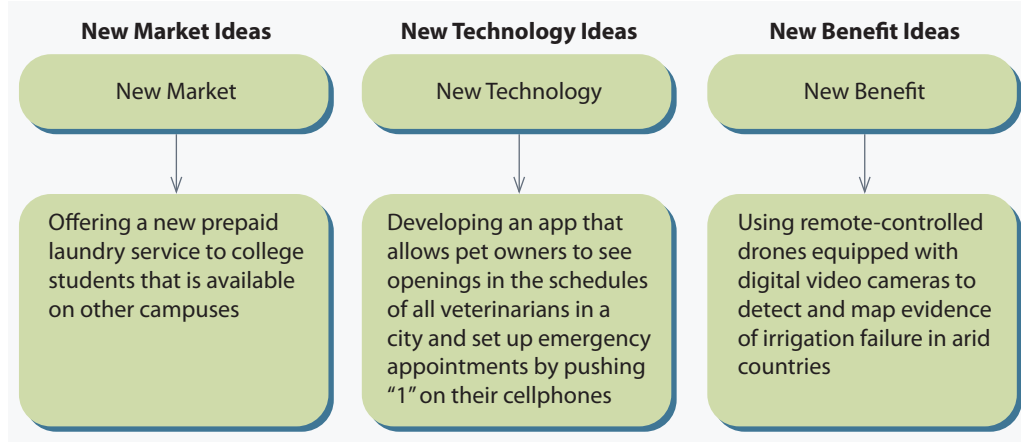 New Market Ideas
New Market
Offering a new prepaid
laundry service to college
students that is available
on other campuses
New Technology Ideas
New Technology
Developing an app that
allows pet owners to see
openings in the schedules
of all veterinarians in a
city and set up emergency
appointments by pushing
“1” on their cellphones
New Benefit Ideas
New Benefit
Using remote-controlled
drones equipped with
digital video cameras to
detect and map evidence
of irrigation failure in arid
countries